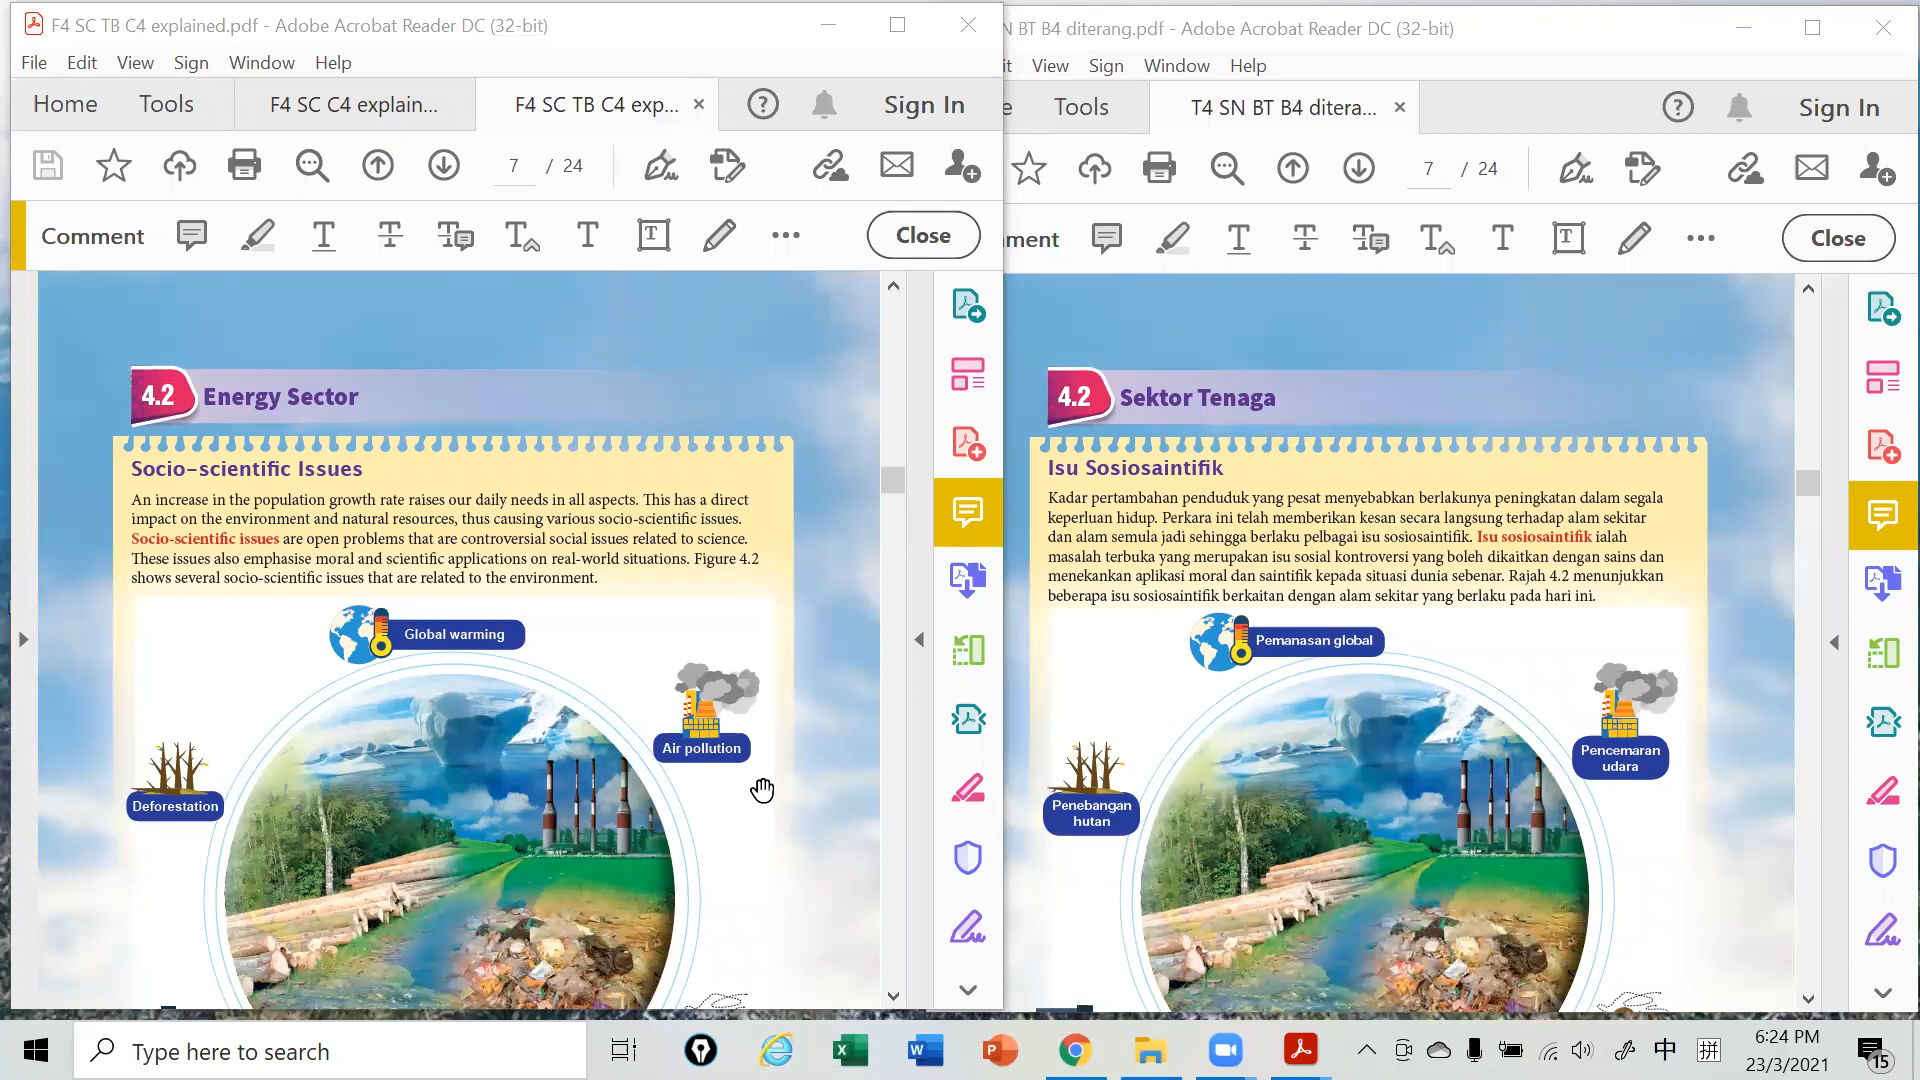 F4 SC TB C4 explained.pdf - Adobe Acrobat Reader DC (32-bit)
File Edit View Sign Window Help
Home Tools F4 SC C4 explain... F4 SC TB C4 exp... × Sign In
7 / 24
Comment Close
4.2 Energy Sector
Socio-scientific Issues
An increase in the population growth rate raises our daily needs in all aspects. This has a direct
impact on the environment and natural resources, thus causing various socio-scientific issues.
Socio-scientific issues are open problems that are controversial social issues related to science.
These issues also emphasise moral and scientific applications on real-world situations. Figure 4.2
shows several socio-scientific issues that are related to the environment.
Global warming
Air pollution
Deforestation
N BT B4 diterang.pdf - Adobe Acrobat Reader DC (32-bit)
it View Sign Window Help
e Tools T4 SN BT B4 ditera... × Sign In
7 / 24
ment Close
4.2 Sektor Tenaga
Isu Sosiosaintifik
Kadar pertambahan penduduk yang pesat menyebabkan berlakunya peningkatan dalam segala
keperluan hidup. Perkara ini telah memberikan kesan secara langsung terhadap alam sekitar
dan alam semula jadi sehingga berlaku pelbagai isu sosiosaintifik. Isu sosiosaintifik ialah
masalah terbuka yang merupakan isu sosial kontroversi yang boleh dikaitkan dengan sains dan
menekankan aplikasi moral dan saintifik kepada situasi dunia sebenar. Rajah 4.2 menunjukkan
beberapa isu sosiosaintifik berkaitan dengan alam sekitar yang berlaku pada hari ini.
Pemanasan global
Pencemaran
udara
Penebangan
hutan
Type here to search
中 拼
6:24 PM
23/3/2021
15